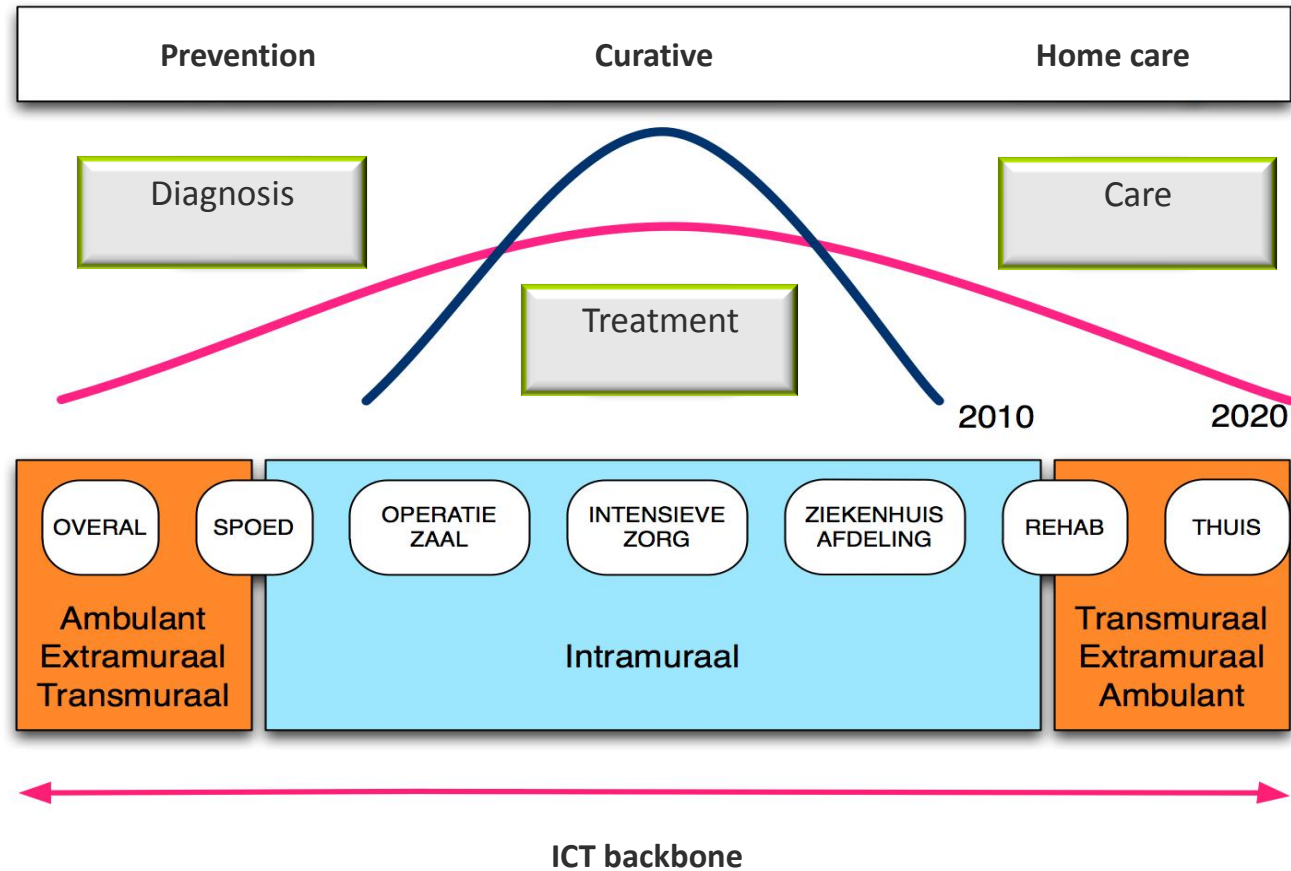 Prevention Curative Home care
Diagnosis
Care
Treatment
2010 2020
OVERAL
SPOED
OPERATIE
ZAAL
INTENSIEVE
ZORG
ZIEKENHUIS
AFDELING
REHAB
THUIS
Ambulant
Extramuraal
Transmuraal
Intramuraal
Transmuraal
Extramuraal
Ambulant
ICT backbone